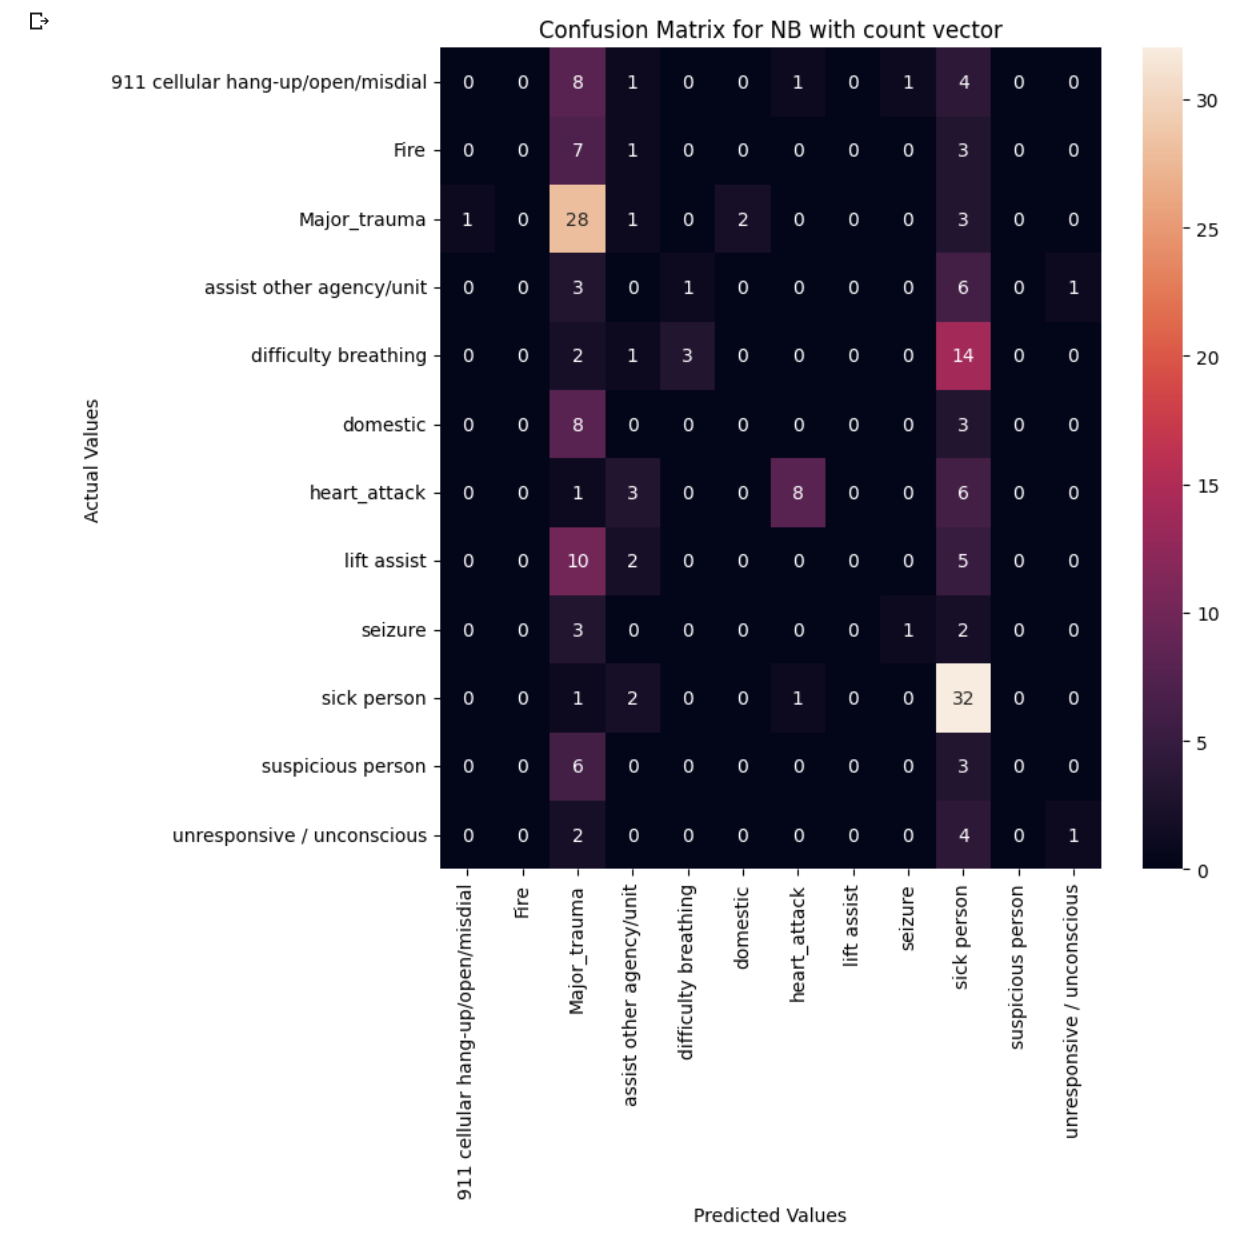 Confusion Matrix for NB with count vector
911 cellular hang-up/open/misdial 0 0 8 1 0 0 1 0 1 4 0 0
Fire 0 0 7 1 0 0 0 0 0 3 0 0
Major_trauma 1 0 28 1 0 2 0 0 0 3 0 0
assist other agency/unit 0 0 3 0 1 0 0 0 0 6 0 1
difficulty breathing 0 0 2 1 3 0 0 0 0 14 0 0
domestic 0 0 8 0 0 0 0 0 0 3 0 0
heart_attack 0 0 1 3 0 0 8 0 0 6 0 0
lift assist 0 0 10 2 0 0 0 0 0 5 0 0
seizure 0 0 3 0 0 0 0 0 1 2 0 0
sick person 0 0 1 2 0 0 1 0 0 32 0 0
suspicious person 0 0 6 0 0 0 0 0 0 3 0 0
unresponsive / unconscious 0 0 2 0 0 0 0 0 0 4 0 1
Actual Values
911 cellular hang-up/open/misdial
Fire
Major_trauma
assist other agency/unit
difficulty breathing
domestic
heart_attack
lift assist
seizure
sick person
suspicious person
unresponsive / unconscious
Predicted Values
30
25
20
15
10
5
0